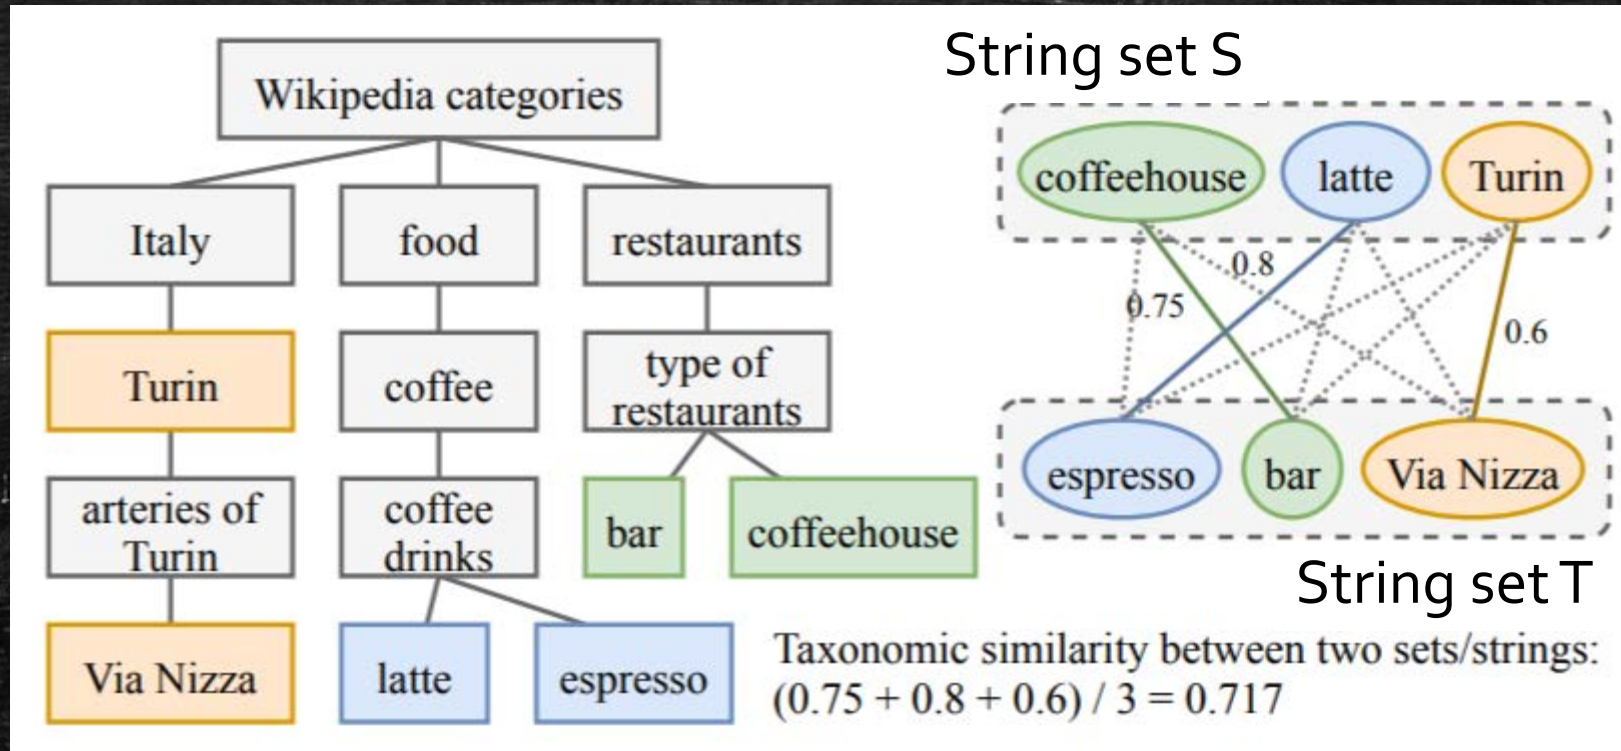 String set S
Wikipedia categories
coffeehouse
latte
Turin
Italy
food
restaurants
0.8
0.75
0.6
Turin
coffee
type of
restaurants
espresso
bar
Via Nizza
arteries of
Turin
coffee
drinks
bar
coffeehouse
String set T
Via Nizza
latte
espresso
Taxonomic similarity between two sets/strings:
(0.75 + 0.8 + 0.6) / 3 = 0.717